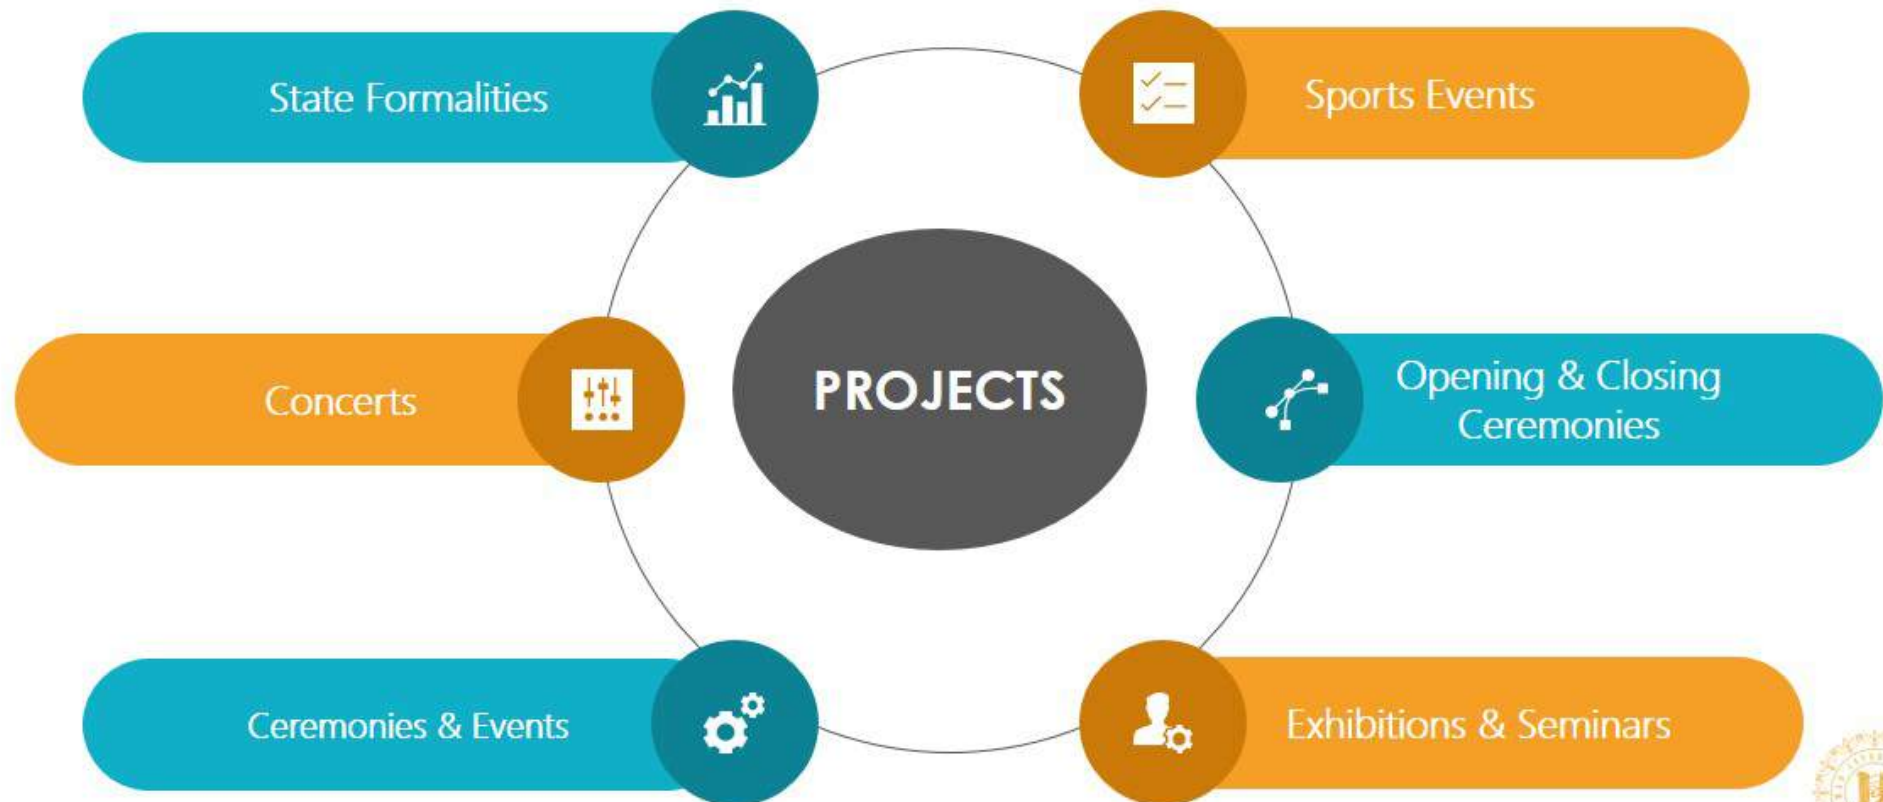 State Formalities
Sports Events
Concerts
PROJECTS
Opening & Closing
Ceremonies
Ceremonies & Events
Exhibitions & Seminars